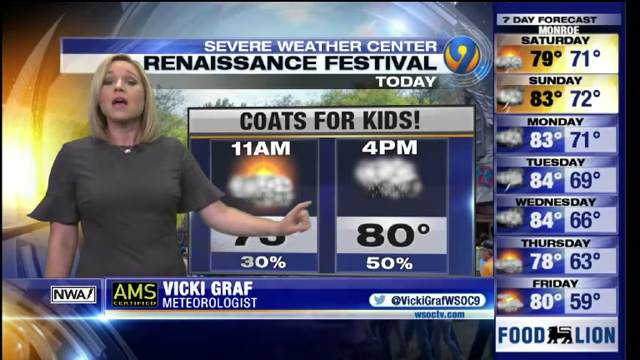 SEVERE WEATHER CENTER 9
RENAISSANCE FESTIVAL
TODAY
COATS FOR KIDS!
11AM
4PM
80°
30%
50%
NWA
AMS
CERTIFIED
VICKI GRAF
METEOROLOGIST
@VickiGrafWSOC9
wsoctv.com
7 DAY FORECAST
MONROE
SATURDAY
79° 71°
SUNDAY
83° 72°
MONDAY
83° 71°
TUESDAY
84° 69°
WEDNESDAY
84° 66°
THURSDAY
78° 63°
FRIDAY
80° 59°
FOOD LION